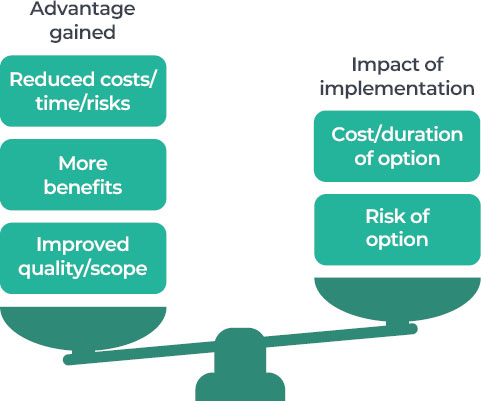 Advantage
gained
Reduced costs/
time/risks
More
benefits
Improved
quality/scope
Impact of
implementation
Cost/duration
of option
Risk of
option